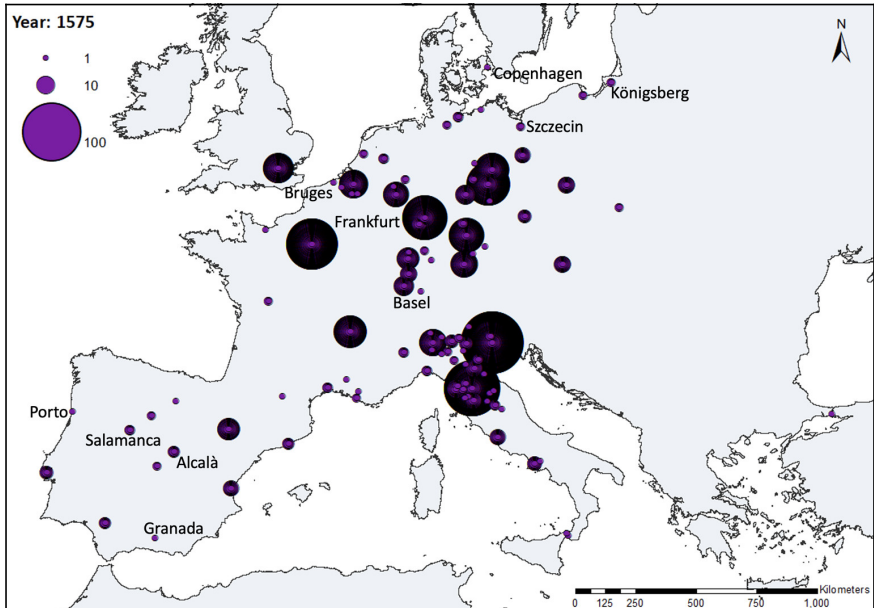 Year: 1575
1
10
100
N
Copenhagen
Königsberg
Szczecin
Bruges
Frankfurt
Basel
Porto
Salamanca
Alcalà
Granada
Kilometers
0 125 250 500 750 1.000